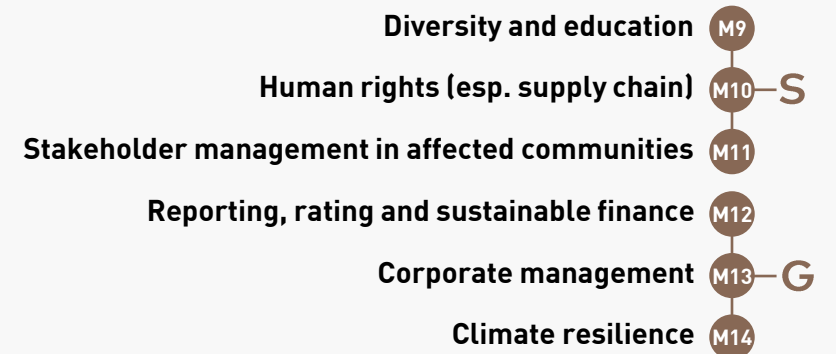 Diversity and education M9
Human rights (esp. supply chain) M10 S
Stakeholder management in affected communities M11
Reporting, rating and sustainable finance M12
Corporate management M13 G
Climate resilience M14